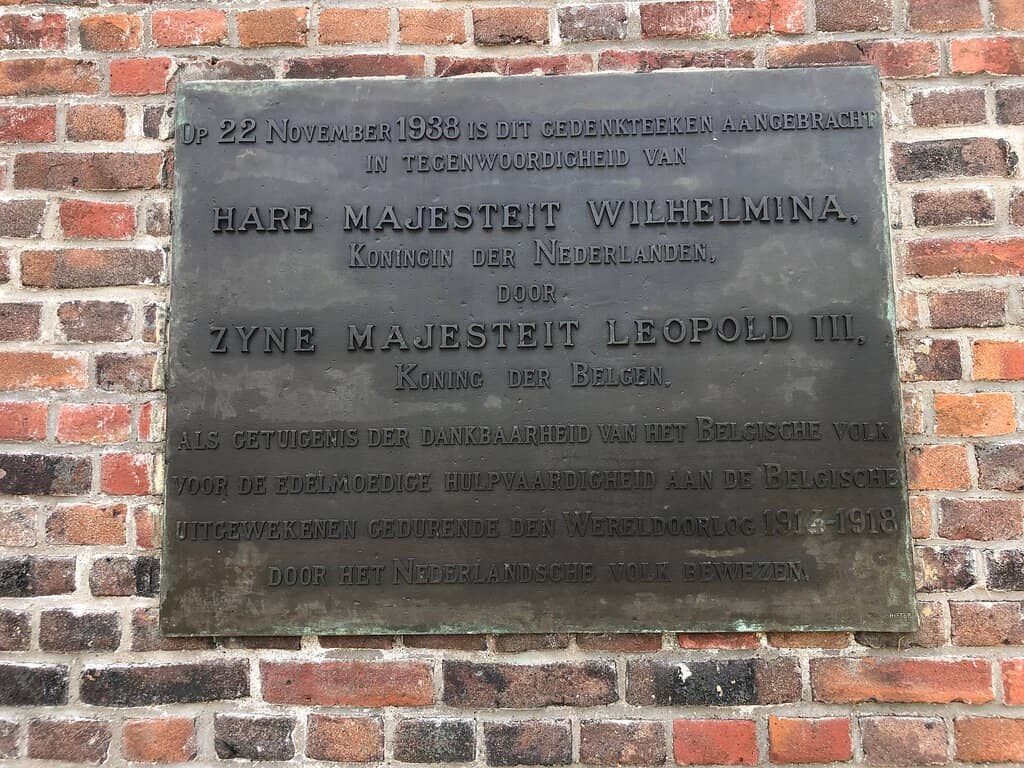 Op 22 November 1938 is dit gedenkteeken aangebracht
in tegenwoordigheid van
HARE MAJESTEIT WILHELMINA,
Koningin der Nederlanden,
door
ZYNE MAJESTEIT LEOPOLD III,
Koning der Belgen,
als getuigenis der dankbaarheid van het Belgische volk
voor de edelmoedige hulpvaardigheid aan de Belgische
uitgewekenen gedurende den Wereldoorlog 1914-1918
door het Nederlandsche volk bewezen.